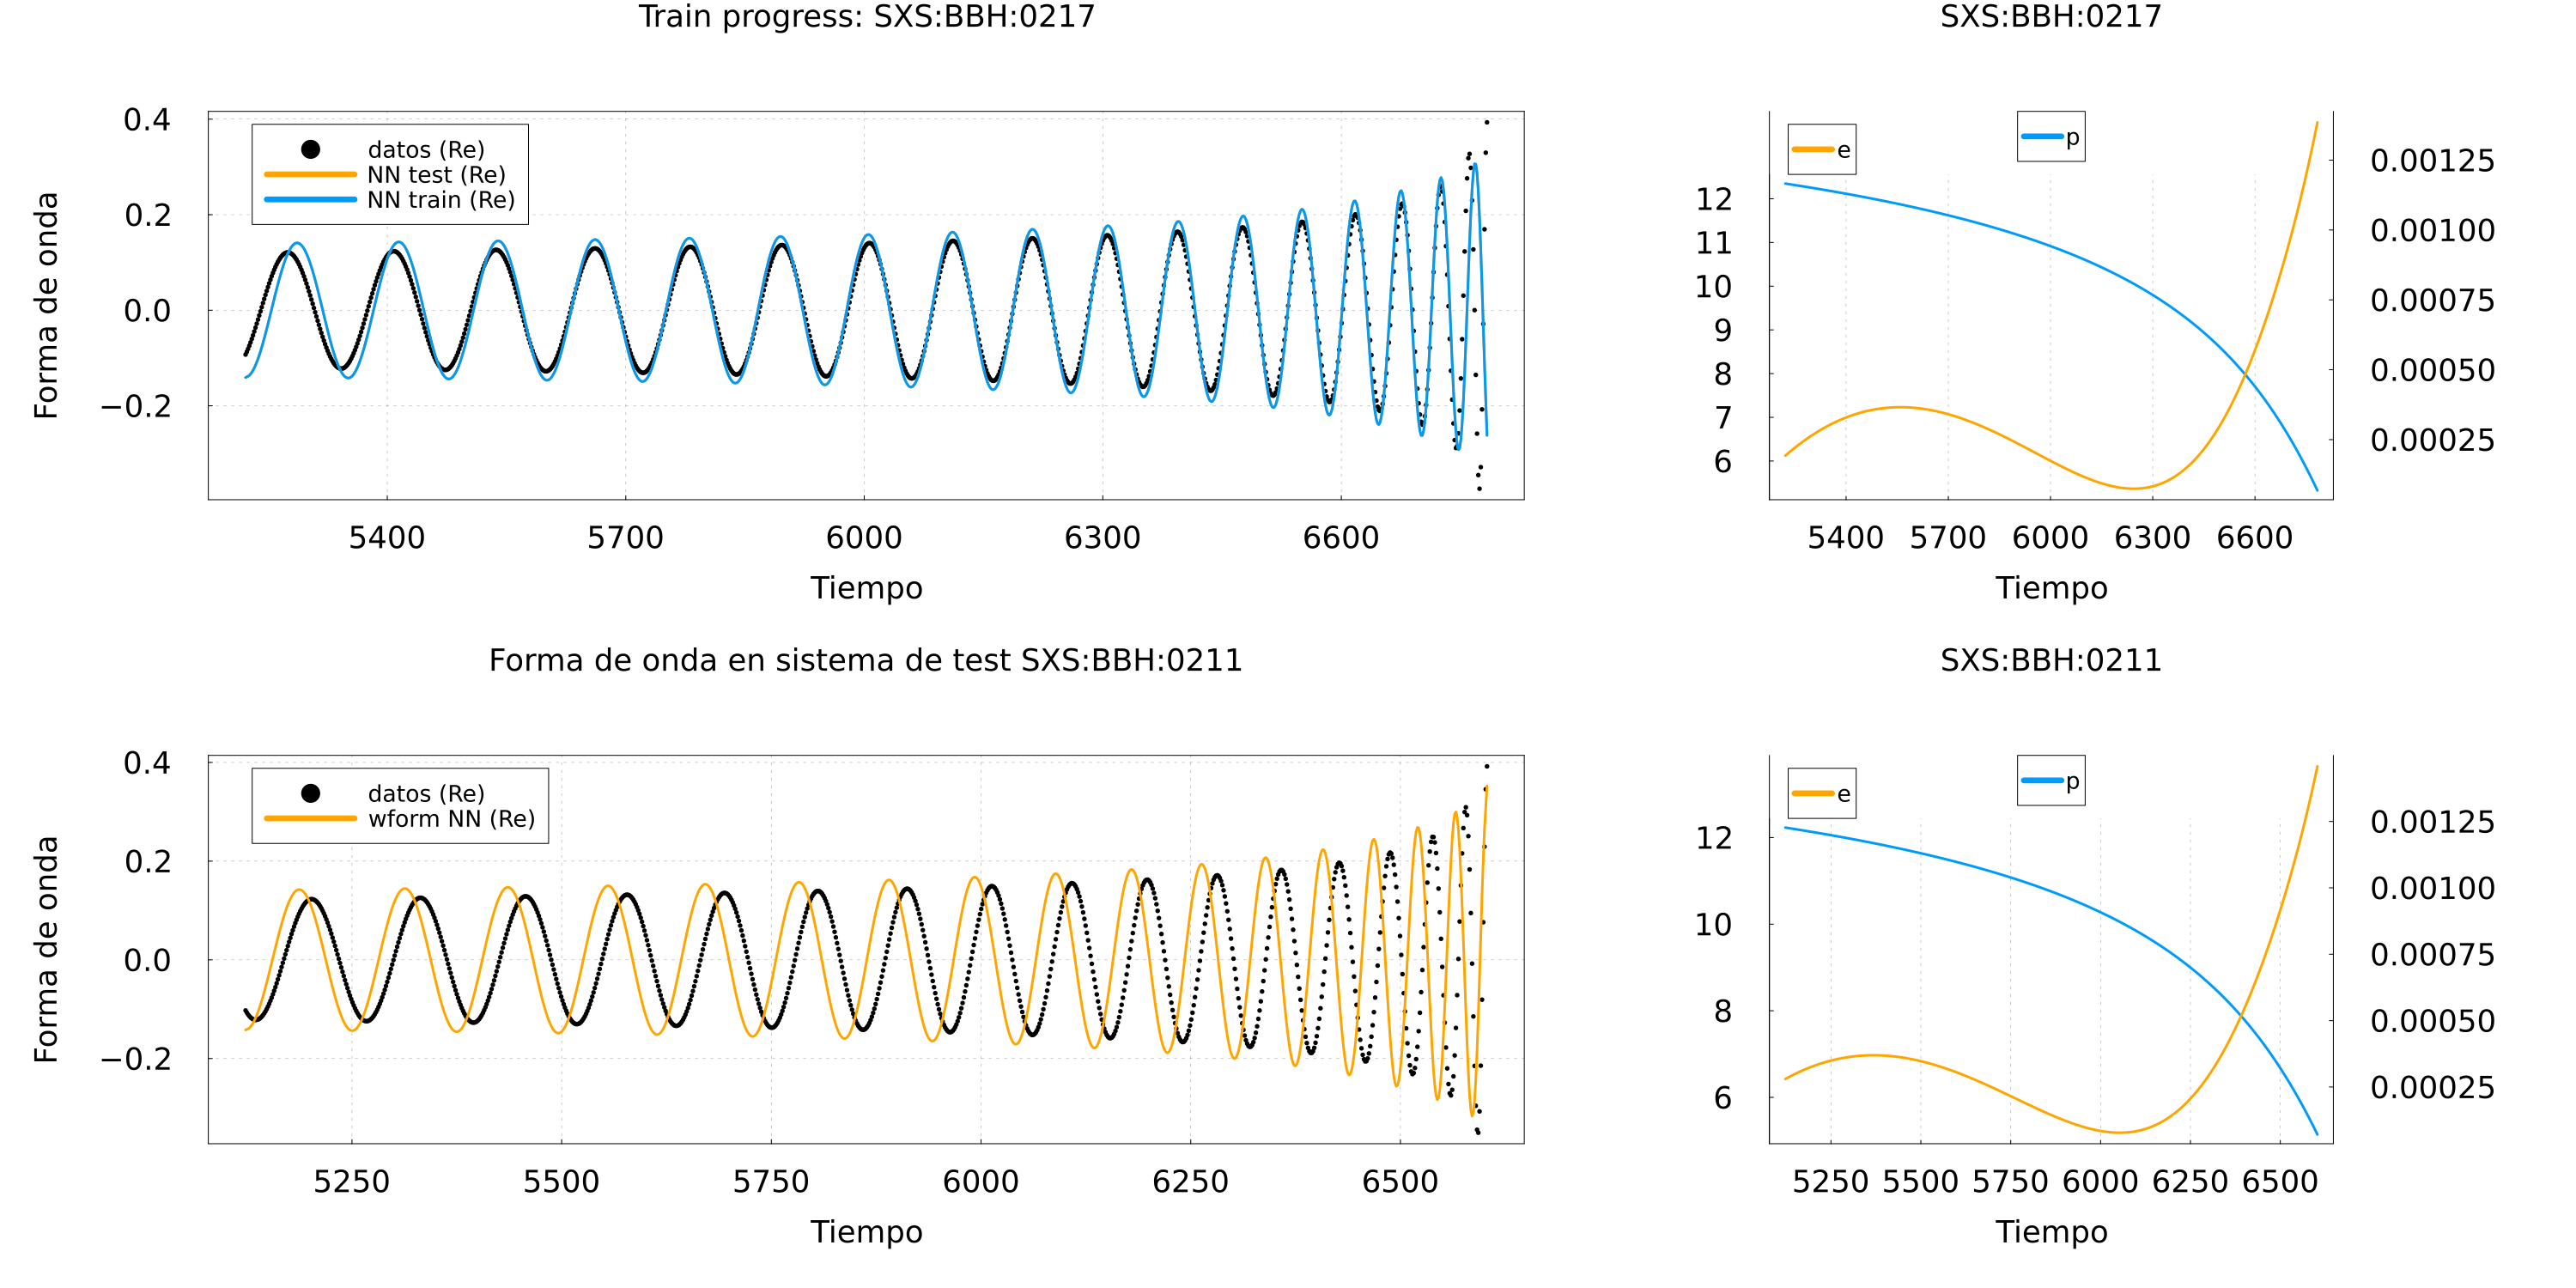 Train progress: SXS:BBH:0217
datos (Re)
NN test (Re)
NN train (Re)
Forma de onda
0.4
0.2
0.0
−0.2
5400 5700 6000 6300 6600
Tiempo
SXS:BBH:0217
e
p
12
11
10
9
8
7
6
0.00125
0.00100
0.00075
0.00050
0.00025
5400 5700 6000 6300 6600
Tiempo
Forma de onda en sistema de test SXS:BBH:0211
datos (Re)
wform NN (Re)
Forma de onda
0.4
0.2
0.0
−0.2
5250 5500 5750 6000 6250 6500
Tiempo
SXS:BBH:0211
e
p
12
10
8
6
0.00125
0.00100
0.00075
0.00050
0.00025
5250 5500 5750 6000 6250 6500
Tiempo